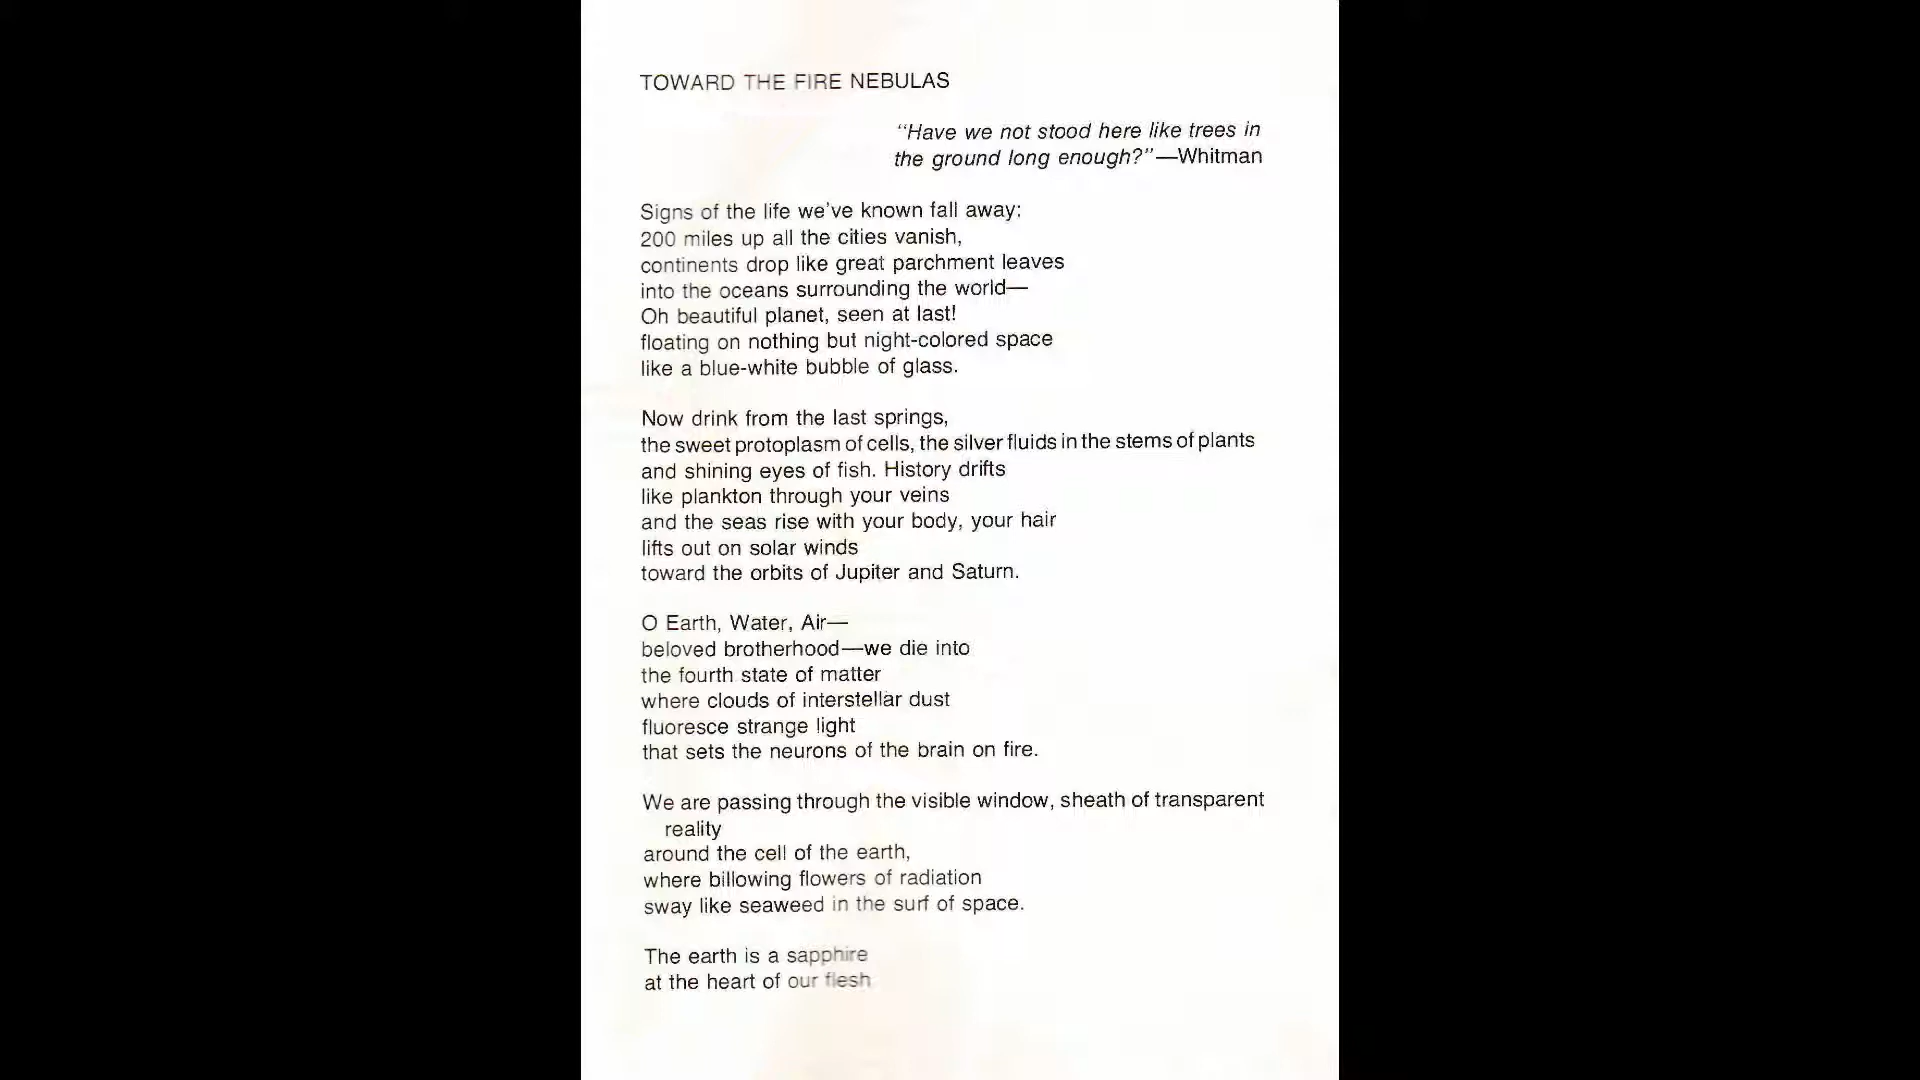 TOWARD THE FIRE NEBULAS
“Have we not stood here like trees in
the ground long enough?”—Whitman
Signs of the life we’ve known fall away:
200 miles up all the cities vanish,
continents drop like great parchment leaves
into the oceans surrounding the world—
Oh beautiful planet, seen at last!
floating on nothing but night-colored space
like a blue-white bubble of glass.
Now drink from the last springs,
the sweet protoplasm of cells, the silver fluids in the stems of plants
and shining eyes of fish. History drifts
like plankton through your veins
and the seas rise with your body, your hair
lifts out on solar winds
toward the orbits of Jupiter and Saturn.
O Earth, Water, Air—
beloved brotherhood—we die into
the fourth state of matter
where clouds of interstellar dust
fluoresce strange light
that sets the neurons of the brain on fire.
We are passing through the visible window, sheath of transparent
reality
around the cell of the earth,
where billowing flowers of radiation
sway like seaweed in the surf of space.
The earth is a sapphire
at the heart of our flesh